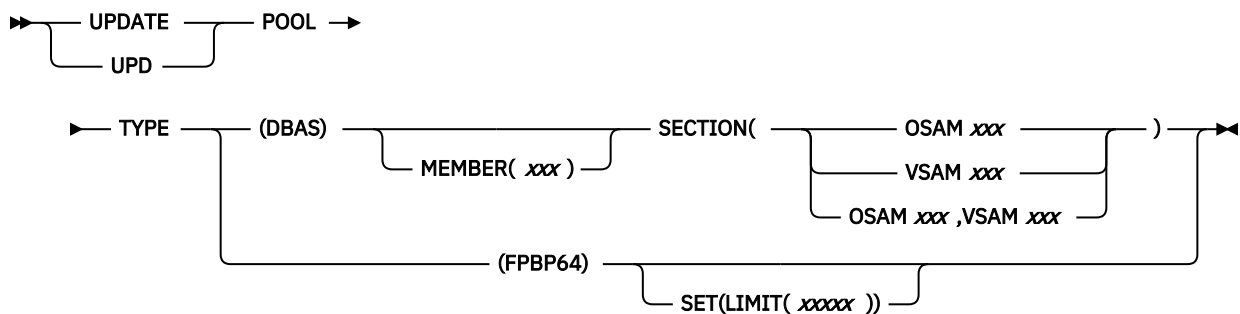 UPDATE POOL
UPD
TYPE (DBAS) SECTION( OSAM xxx )
MEMBER( xxx ) VSAM xxx
OSAM xxx ,VSAM xxx
(FPBP64)
SET(LIMIT( xxxxx ))